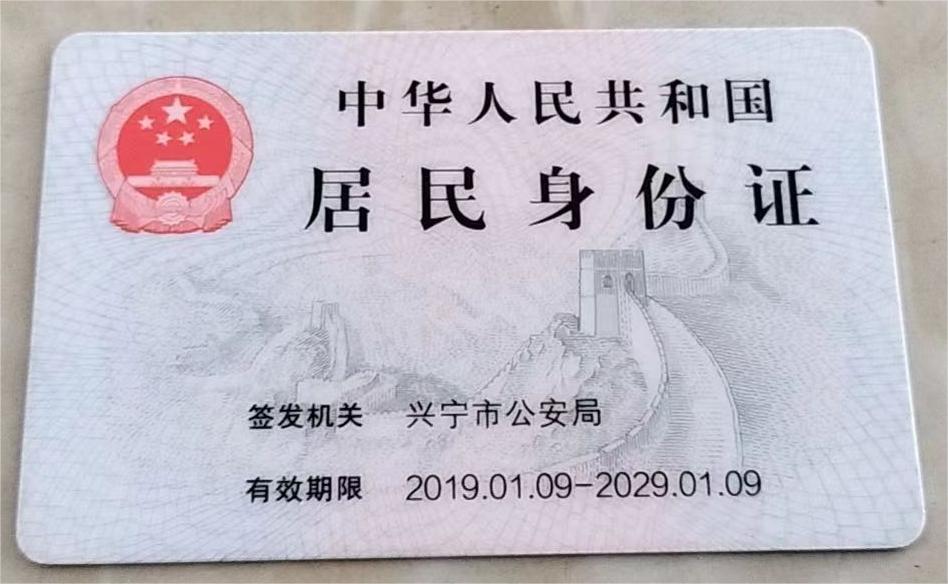 中华人民共和国
居民身份证
签发机关 兴宁市公安局
有效期限 2019.01.09-2029.01.09